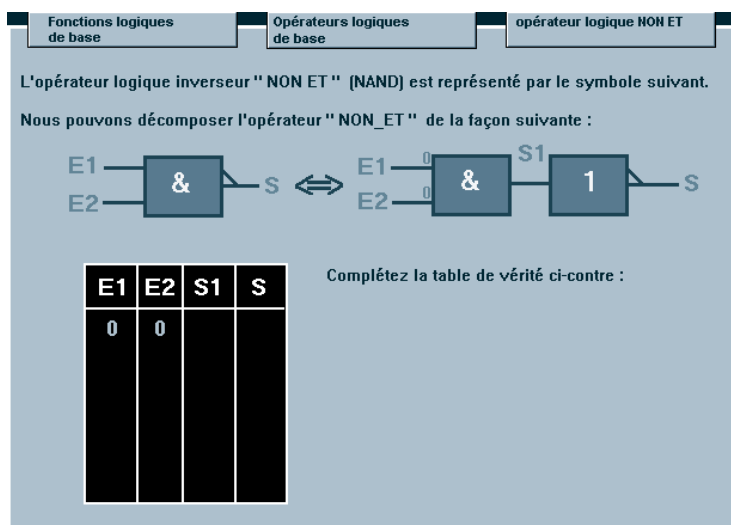 Fonctions logiques
de base
Opérateurs logiques
de base
opérateur logique NON ET
L'opérateur logique inverseur " NON ET " (NAND) est représenté par le symbole suivant.
Nous pouvons décomposer l'opérateur " NON_ET " de la façon suivante :
E1
E2
&
S
<=>
E1
0
E2
0
&
S1
1
S
E1 E2 S1 S
0 0
Complétez la table de vérité ci-contre :